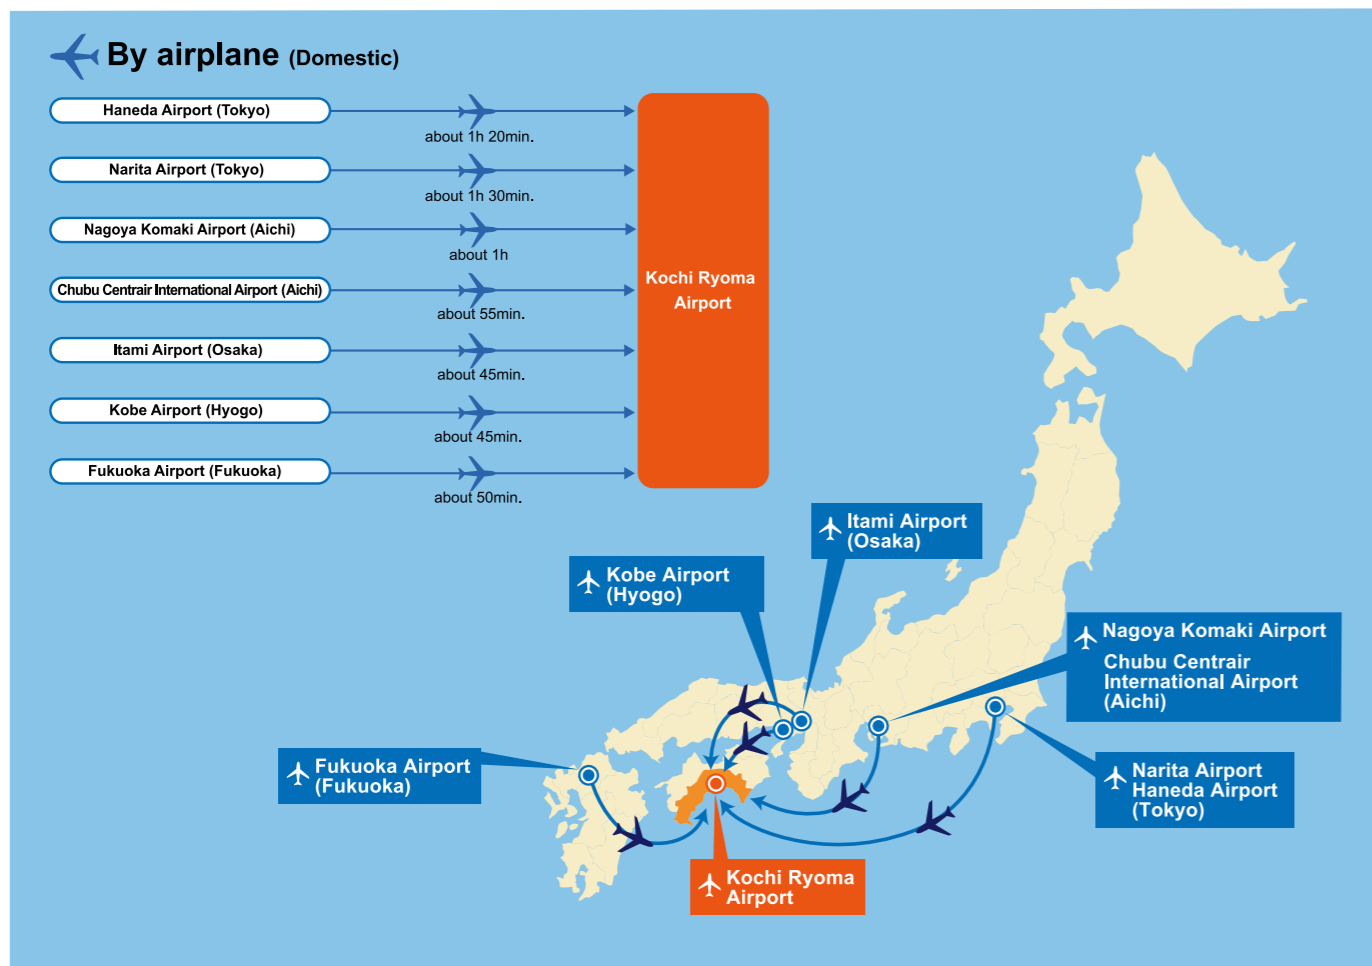 By airplane (Domestic)
Haneda Airport (Tokyo)
about 1h 20min.
Narita Airport (Tokyo)
about 1h 30min.
Nagoya Komaki Airport (Aichi)
about 1h
Chubu Centrair International Airport (Aichi)
about 55min.
Itami Airport (Osaka)
about 45min.
Kobe Airport (Hyogo)
about 45min.
Fukuoka Airport (Fukuoka)
about 50min.
Kochi Ryoma
Airport
Itami Airport
(Osaka)
Kobe Airport
(Hyogo)
Nagoya Komaki Airport
Chubu Centrair
International Airport
(Aichi)
Fukuoka Airport
(Fukuoka)
Narita Airport
Haneda Airport
(Tokyo)
Kochi Ryoma
Airport